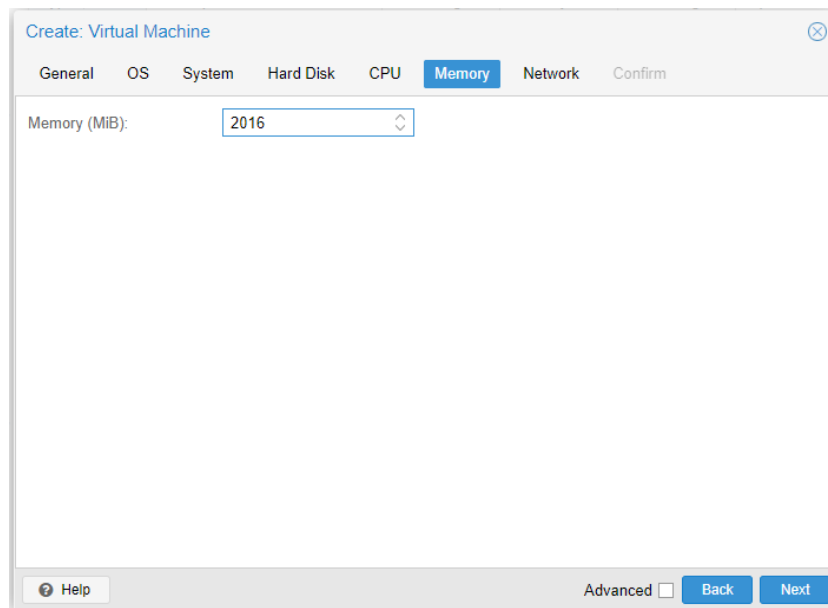 Create: Virtual Machine
General OS System Hard Disk CPU Memory Network Confirm
Memory (MiB): 2016
Help Advanced Back Next